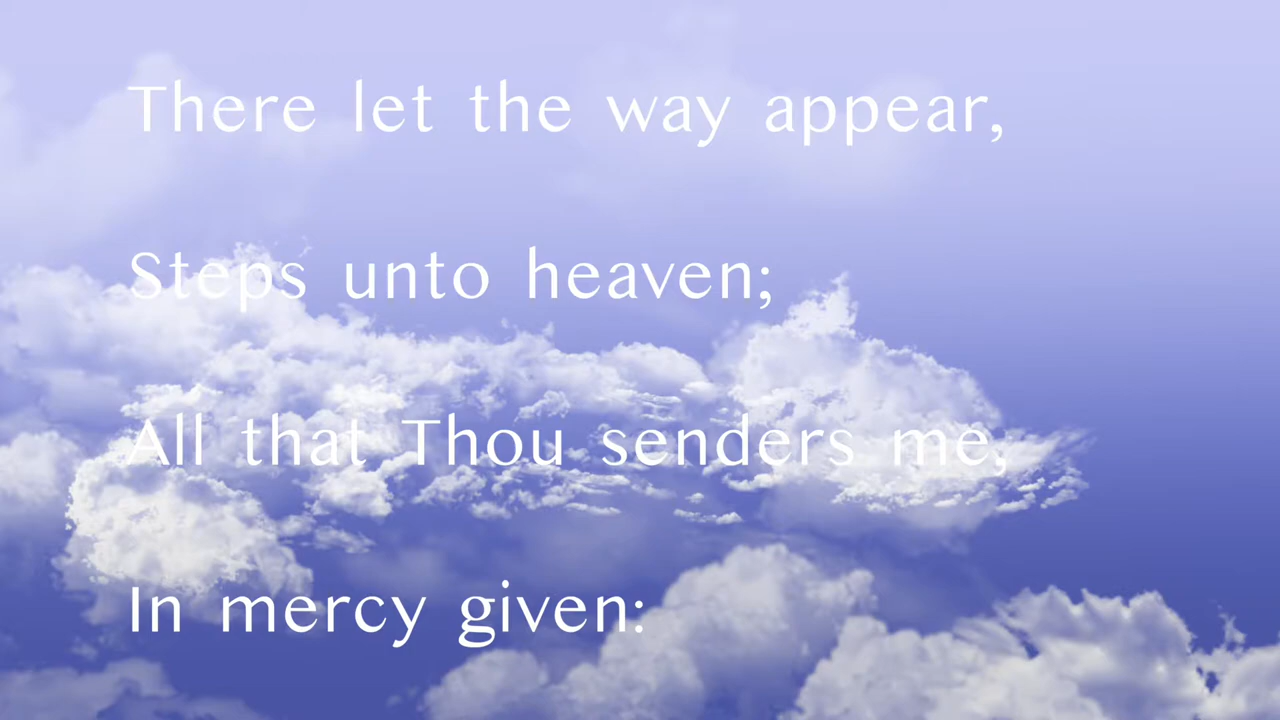 There let the way appear,
Steps unto heaven;
All that Thou senders me,
In mercy given: